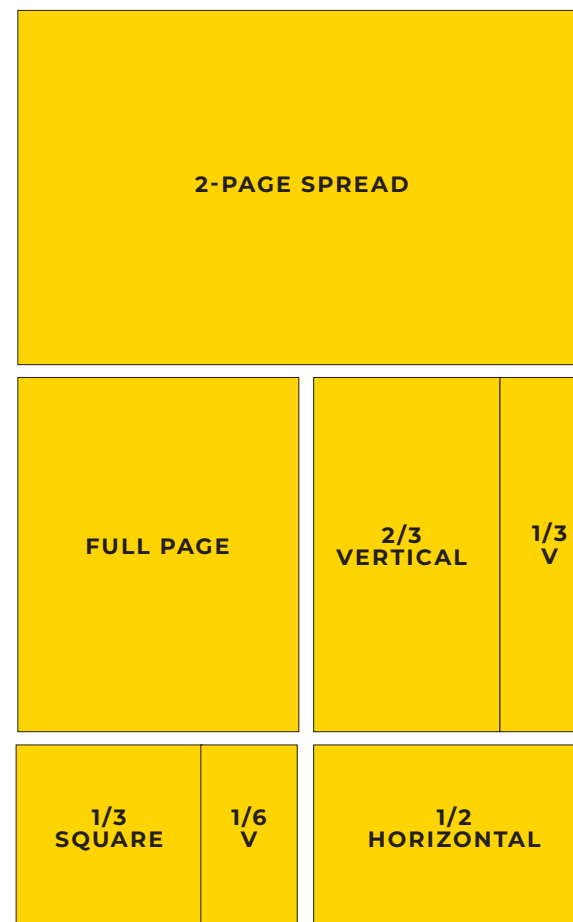 2-PAGE SPREAD
FULL PAGE
2/3
VERTICAL
1/3
V
1/3
SQUARE
1/6
V
1/2
HORIZONTAL